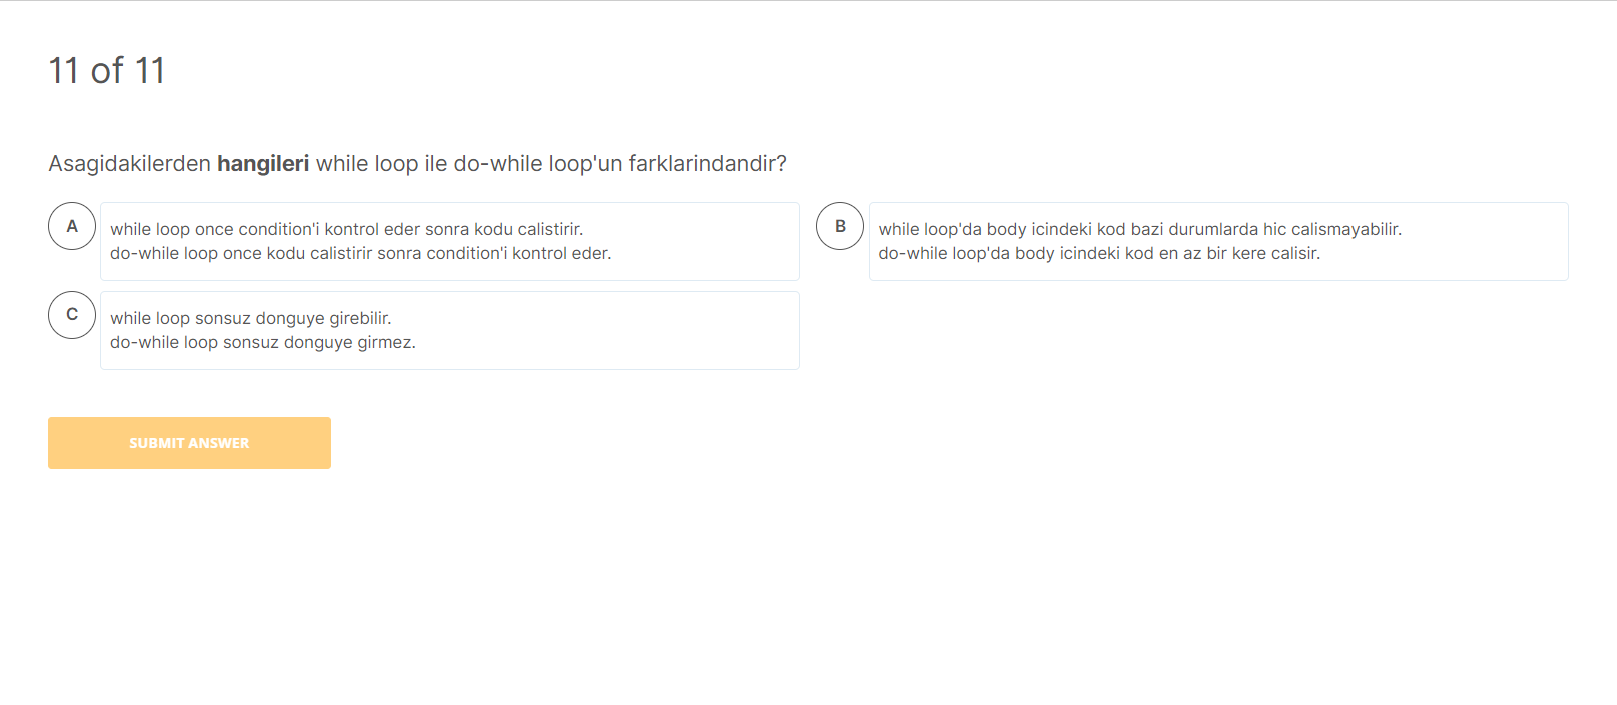 11 of 11
Asagidakilerden hangileri while loop ile do-while loop'un farklarindandir?
A
while loop once condition'i kontrol eder sonra kodu calistirir.
do-while loop once kodu calistirir sonra condition'i kontrol eder.
B
while loop'da body icindeki kod bazi durumlarda hic calismayabilir.
do-while loop'da body icindeki kod en az bir kere calisir.
C
while loop sonsuz donguye girebilir.
do-while loop sonsuz donguye girmez.
SUBMIT ANSWER